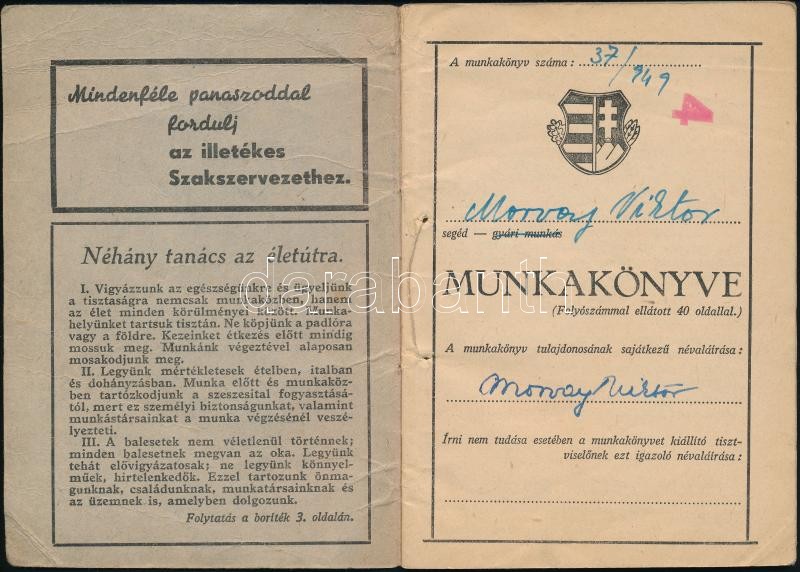 Mindenféle panaszoddal
fordulj
az illetékes
Szakszervezethez.
Néhány tanács az életútra.
I. Vigyázzunk az egészségünkre és ügyeljünk
a tisztaságra nemcsak munkaközben, hanem
az élet minden körülményei között. Munka-
helyünket tartsuk tisztán. Ne köpjünk a padlóra
vagy a földre. Kezeinket étkezés előtt mindig
mossuk meg. Munkánk végeztével alaposan
mosakodjunk meg.
II. Legyünk mértékletesek ételben, italban
és dohányzásban. Munka előtt és munkaköz-
ben tartózkodjunk a szeszesital fogyasztásá-
tól, mert ez személyi biztonságunkat, valamint
munkástársainkat a munka végzésénél veszé-
lyezteti.
III. A balesetek nem véletlenül történnek;
minden balesetnek megvan az oka. Legyünk
tehát elővigyázatosak; ne legyünk könnyel-
műek, hirtelenkedők. Ezzel tartozunk önma-
gunknak, családunknak, munkatársainknak és
az üzemnek is, amelyben dolgozunk.
Folytatás a boríték 3. oldalán.
A munkakönyv száma: 37/949
4
Morvay Viktor
segéd — gyári munkás
MUNKAKÖNYVE
(Folyószámmal ellátott 40 oldallal.)
A munkakönyv tulajdonosának sajátkezű névaláírása:
Morvay Viktor
Írni nem tudása esetében a munkakönyvet kiállító tiszt-
viselőnek ezt igazoló névaláírása:
darabanth.com